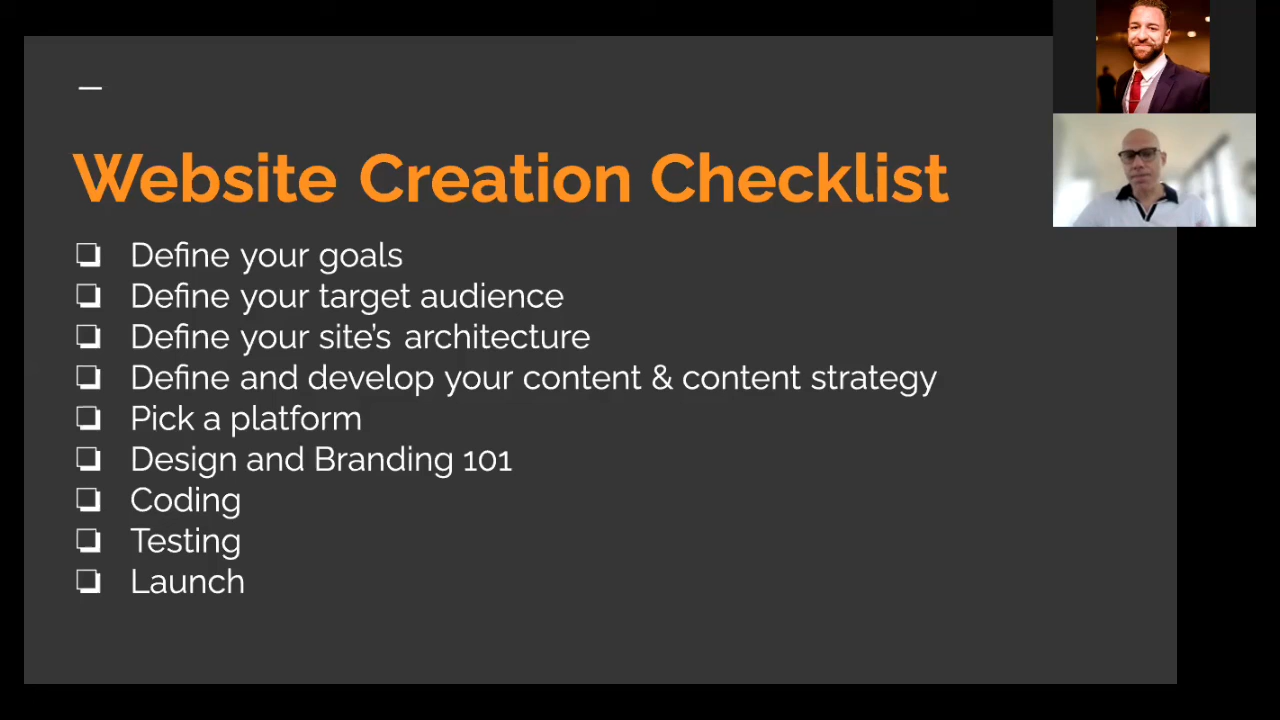 Website Creation Checklist
❏ Define your goals
❏ Define your target audience
❏ Define your site's architecture
❏ Define and develop your content & content strategy
❏ Pick a platform
❏ Design and Branding 101
❏ Coding
❏ Testing
❏ Launch